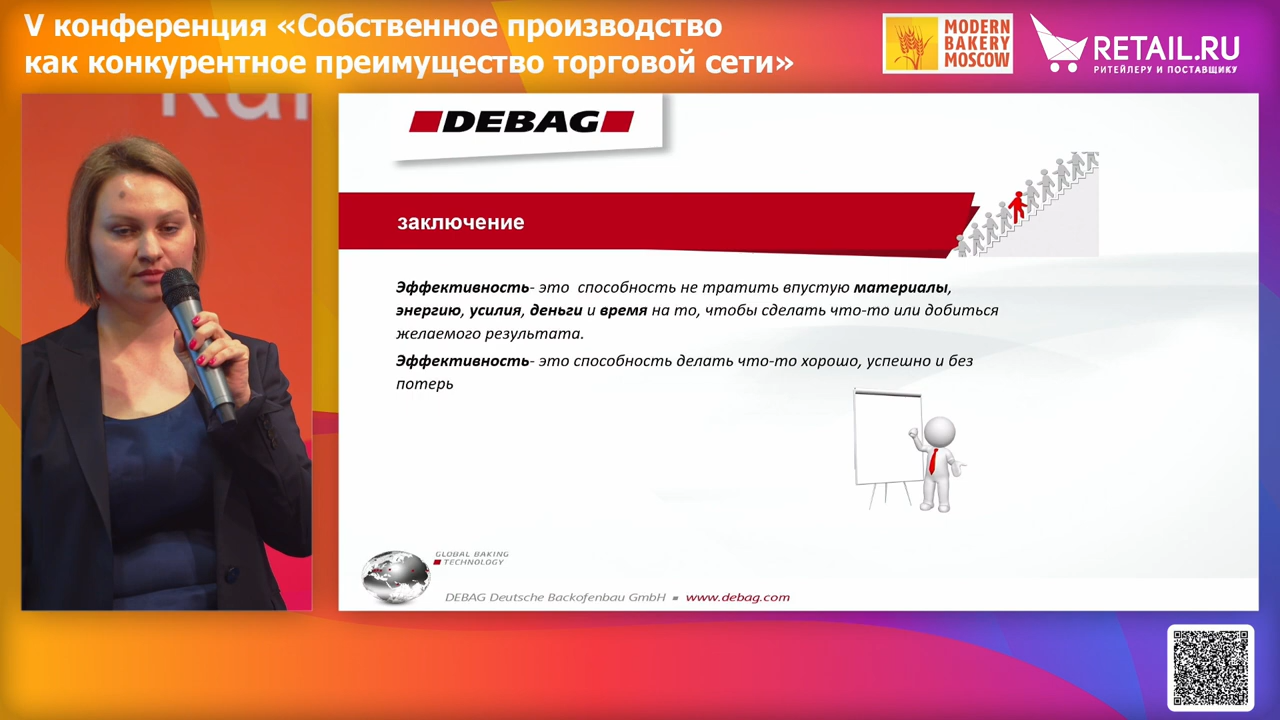 V конференция «Собственное производство
как конкурентное преимущество торговой сети»
MODERN
BAKERY
MOSCOW
RETAIL.RU
РИТЕЙЛЕРУ И ПОСТАВЩИКУ
DEBAG
заключение
Эффективность- это способность не тратить впустую материалы,
энергию, усилия, деньги и время на то, чтобы сделать что-то или добиться
желаемого результата.
Эффективность- это способность делать что-то хорошо, успешно и без
потерь
GLOBAL BAKING
TECHNOLOGY
DEBAG Deutsche Backofenbau GmbH ▪ www.debag.com